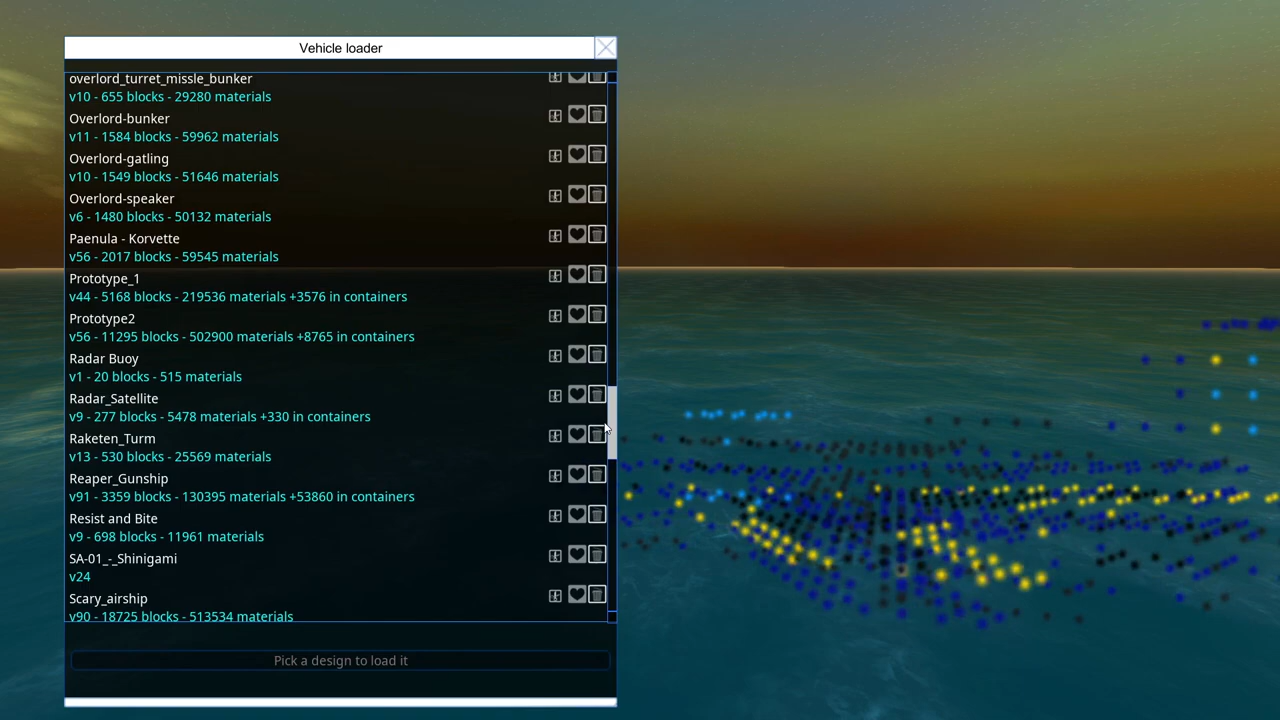 Vehicle loader
overlord_turret_missle_bunker
v10 - 655 blocks - 29280 materials
Overlord-bunker
v11 - 1584 blocks - 59962 materials
Overlord-gatling
v10 - 1549 blocks - 51646 materials
Overlord-speaker
v6 - 1480 blocks - 50132 materials
Paenula - Korvette
v56 - 2017 blocks - 59545 materials
Prototype_1
v44 - 5168 blocks - 219536 materials +3576 in containers
Prototype2
v56 - 11295 blocks - 502900 materials +8765 in containers
Radar Buoy
v1 - 20 blocks - 515 materials
Radar_Satellite
v9 - 277 blocks - 5478 materials +330 in containers
Raketen_Turm
v13 - 530 blocks - 25569 materials
Reaper_Gunship
v91 - 3359 blocks - 130395 materials +53860 in containers
Resist and Bite
v9 - 698 blocks - 11961 materials
SA-01_-_Shinigami
v24
Scary_airship
v90 - 18725 blocks - 513534 materials
Pick a design to load it